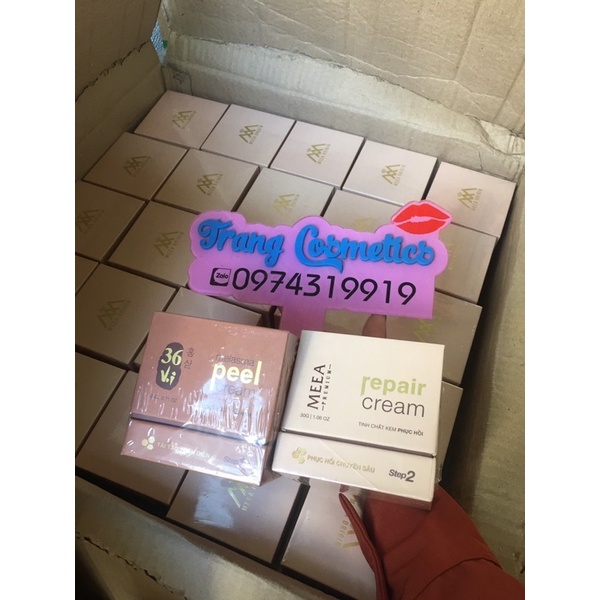 Trang Cosmetics
Zalo 0974319919
36
V.i
melasma
peel
MEEA
PREMIUM
repair
cream
30G | 1.06 OZ
TINH CHẤT KEM PHỤC HỒI
PHỤC HỒI CHUYÊN SÂU
Step2